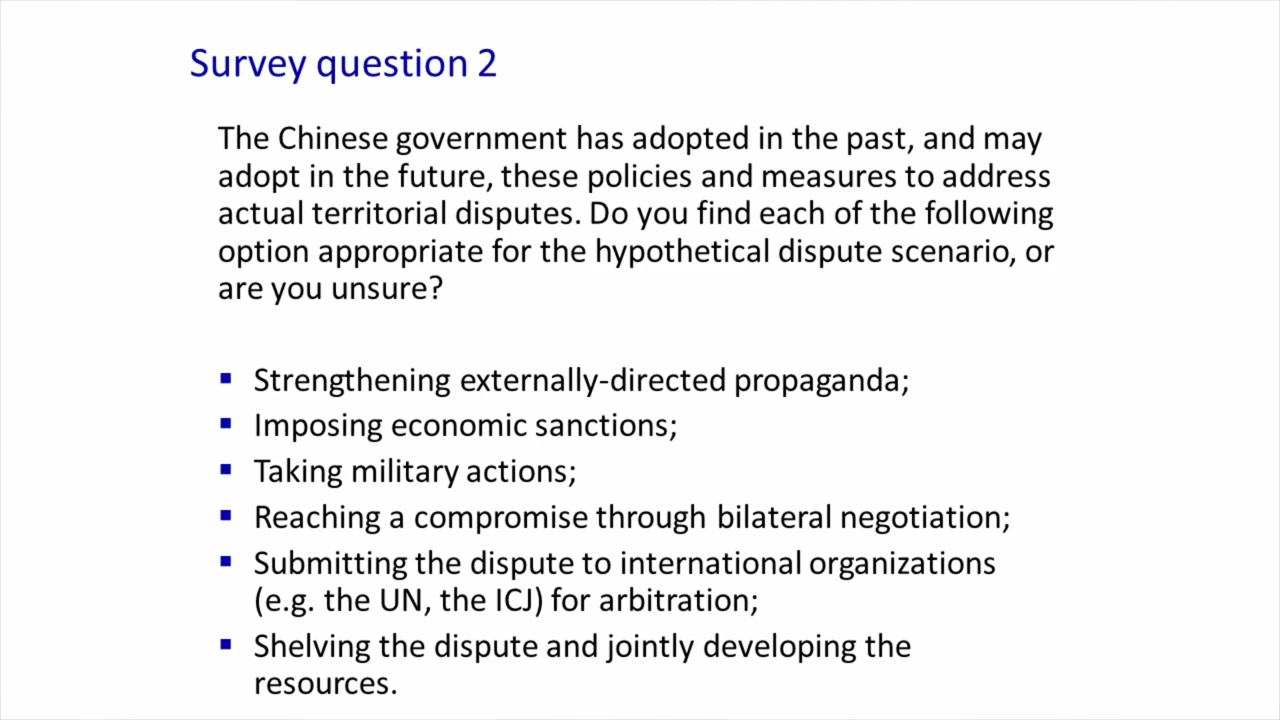 Survey question 2
The Chinese government has adopted in the past, and may
adopt in the future, these policies and measures to address
actual territorial disputes. Do you find each of the following
option appropriate for the hypothetical dispute scenario, or
are you unsure?
▪ Strengthening externally-directed propaganda;
▪ Imposing economic sanctions;
▪ Taking military actions;
▪ Reaching a compromise through bilateral negotiation;
▪ Submitting the dispute to international organizations
(e.g. the UN, the ICJ) for arbitration;
▪ Shelving the dispute and jointly developing the
resources.